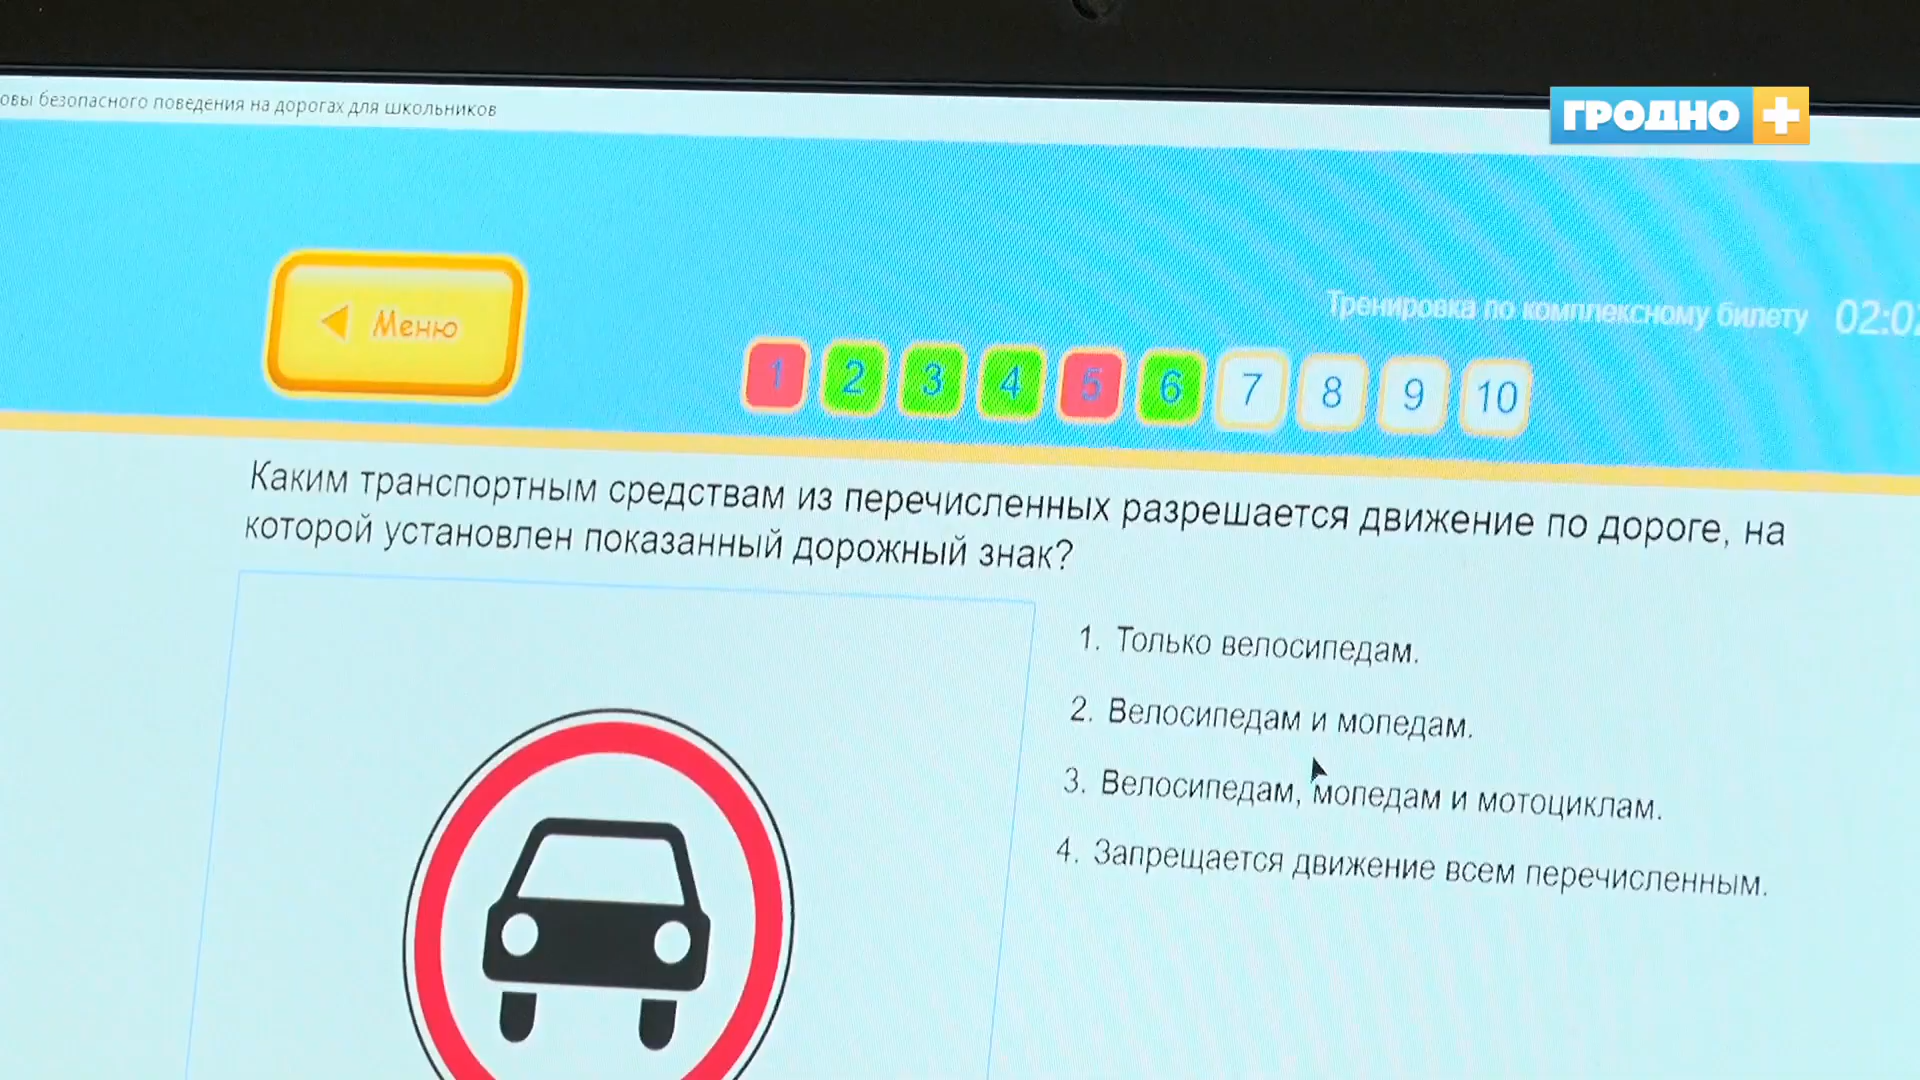 овы безопасного поведения на дорогах для школьников
ГРОДНО +
Меню
Тренировка по комплексному билету 02:02
1 2 3 4 5 6 7 8 9 10
Каким транспортным средствам из перечисленных разрешается движение по дороге, на
которой установлен показанный дорожный знак?
1. Только велосипедам.
2. Велосипедам и мопедам.
3. Велосипедам, мопедам и мотоциклам.
4. Запрещается движение всем перечисленным.